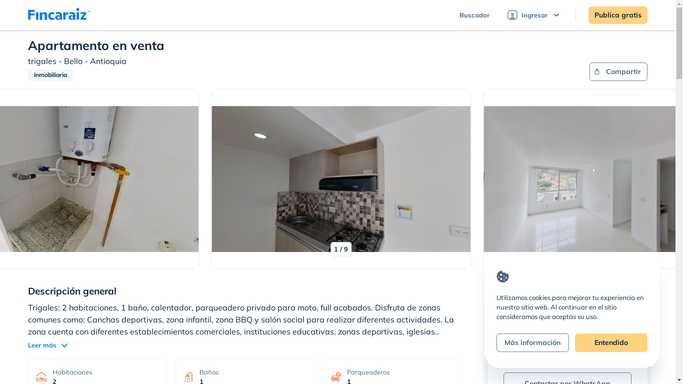 Fincaraiz
Buscador
Ingresar
Publica gratis
Apartamento en venta
trigales - Bello - Antioquia
Inmobiliaria
Compartir
1 / 9
Descripción general
Trigales: 2 habitaciones, 1 baño, calentador, parqueadero privado para moto, full acabados. Disfruta de zonas
comunes como: Canchas deportivas, zona infantil, zona BBQ y salón social para realizar diferentes actividades. La
zona cuenta con diferentes establecimientos comerciales, instituciones educativas, zonas deportivas, iglesias..
Leer más
Habitaciones
2
Baños
1
Parqueaderos
1
Utilizamos cookies para mejorar tu experiencia en
nuestro sitio web. Al continuar en el sitio
consideramos que aceptas su uso.
Más información
Entendido
Contactar por WhatsApp